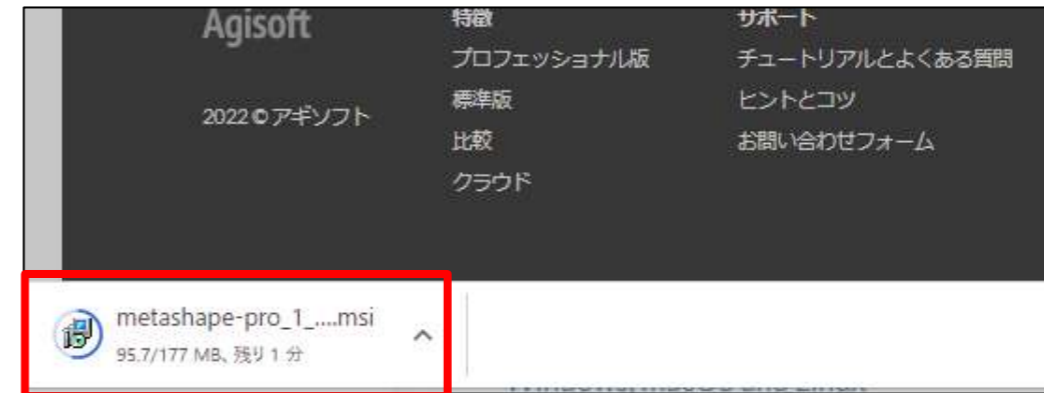 Agisoft
2022 © アギソフト
特徴
プロフェッショナル版
標準版
比較
クラウド
サポート
チュートリアルとよくある質問
ヒントとコツ
お問い合わせフォーム
metashape-pro_1_....msi
95.7/177 MB、残り 1 分